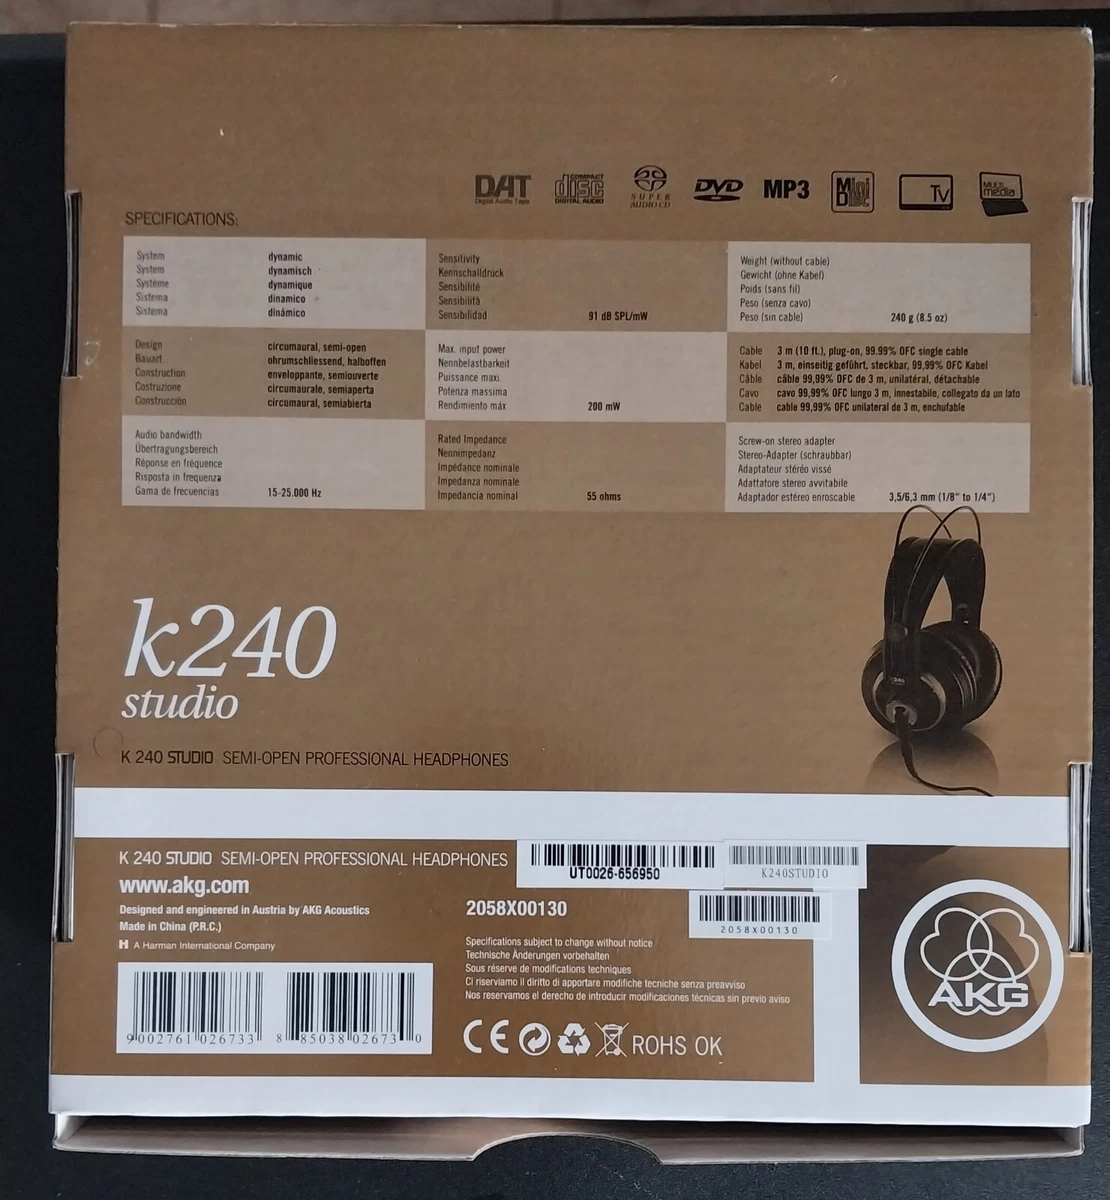 DAT
Digital Audio Tape
COMPACT
disc
DIGITAL AUDIO
SUPER
AUDIO CD
DVD
MP3
Mini
Disc
TV
MULTI
media
SPECIFICATIONS:
System dynamic
System dynamisch
Système dynamique
Sistema dinamico
Sistema dinámico
Sensitivity
Kennschalldruck
Sensibilité
Sensibilità
Sensibilidad 91 dB SPL/mW
Weight (without cable)
Gewicht (ohne Kabel)
Poids (sans fil)
Peso (senza cavo)
Peso (sin cable) 240 g (8.5 oz)
Design circumaural, semi-open
Bauart ohrumschliessend, halboffen
Construction enveloppante, semiouverte
Costruzione circumaurale, semiaperta
Construcción circumaural, semiabierta
Max. input power
Nennbelastbarkeit
Puissance maxi.
Potenza massima
Rendimiento máx 200 mW
Cable 3 m (10 ft.), plug-on, 99.99% OFC single cable
Kabel 3 m, einseitig geführt, steckbar, 99,99% OFC Kabel
Câble câble 99,99% OFC de 3 m, unilatéral, détachable
Cavo cavo 99,99% OFC lungo 3 m, innestabile, collegato da un lato
Cable cable 99,99% OFC unilateral de 3 m, enchufable
Audio bandwidth
Übertragungsbereich
Réponse en fréquence
Risposta in frequenza
Gama de frecuencias 15-25.000 Hz
Rated Impedance
Nennimpedanz
Impédance nominale
Impedanza nominale
Impedancia nominal 55 ohms
Screw-on stereo adapter
Stereo-Adapter (schraubbar)
Adaptateur stéréo vissé
Adattatore stereo avvitabile
Adaptador estéreo enroscable 3,5/6,3 mm (1/8" to 1/4")
k240
studio
K 240 STUDIO SEMI-OPEN PROFESSIONAL HEADPHONES
K 240 STUDIO SEMI-OPEN PROFESSIONAL HEADPHONES
www.akg.com
Designed and engineered in Austria by AKG Acoustics
Made in China (P.R.C.)
H A Harman International Company
9 002761 026733
8 85038 02673 0
UT0026-656950
K240STUDIO
2058X00130
2058X00130
Specifications subject to change without notice
Technische Änderungen vorbehalten
Sous réserve de modifications techniques
Ci riserviamo il diritto di apportare modifiche tecniche senza preavviso
Nos reservamos el derecho de introducir modificaciones técnicas sin previo aviso
CE ROHS OK
AKG